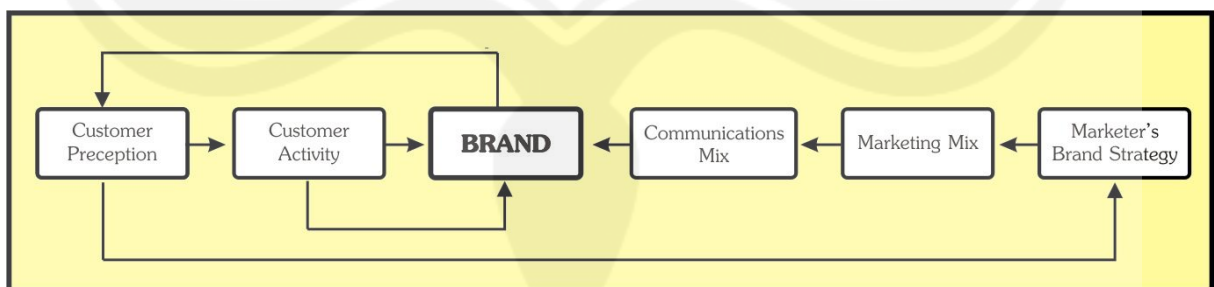 Customer
Preception
Customer
Activity
BRAND
Communications
Mix
Marketing Mix
Marketer's
Brand Strategy